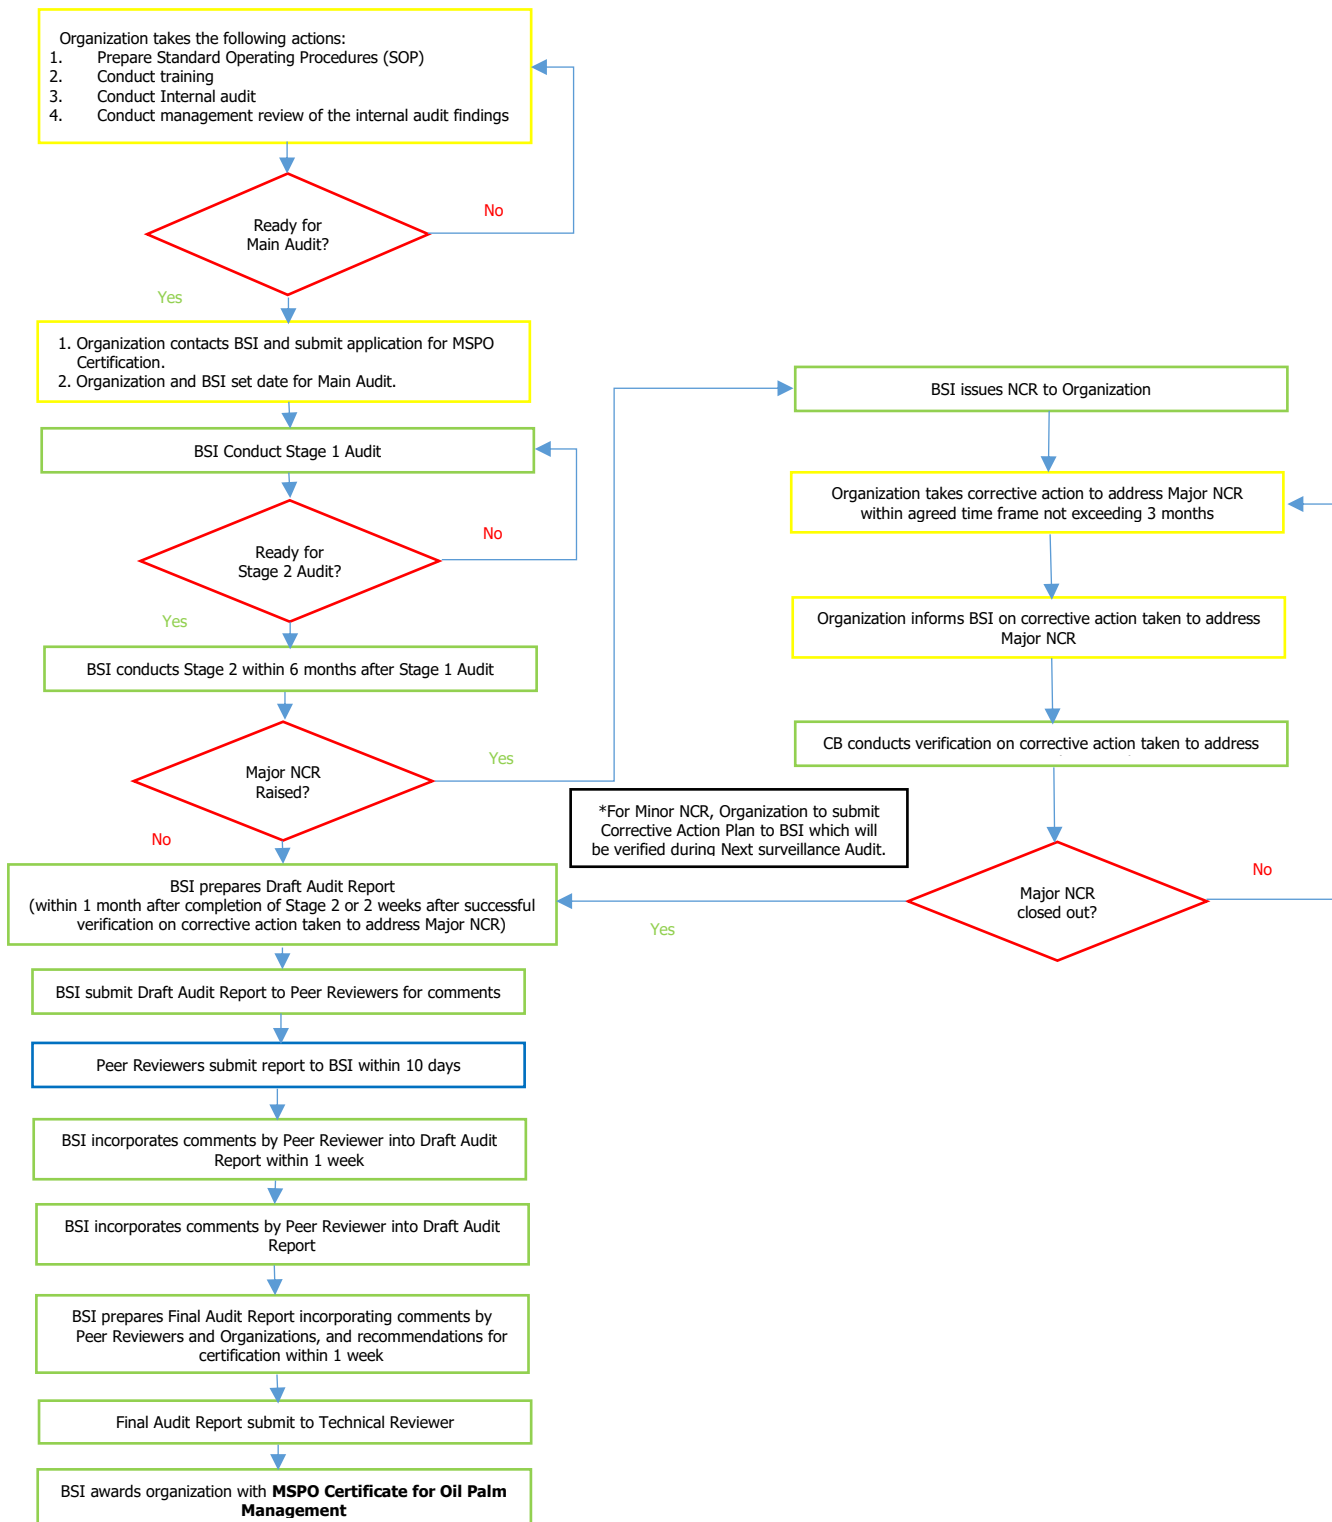 Organization takes the following actions:
1. Prepare Standard Operating Procedures (SOP)
2. Conduct training
3. Conduct Internal audit
4. Conduct management review of the internal audit findings
Ready for
Main Audit?
No
Yes
1. Organization contacts BSI and submit application for MSPO
Certification.
2. Organization and BSI set date for Main Audit.
BSI Conduct Stage 1 Audit
Ready for
Stage 2 Audit?
No
Yes
BSI conducts Stage 2 within 6 months after Stage 1 Audit
Major NCR
Raised?
Yes
No
BSI issues NCR to Organization
Organization takes corrective action to address Major NCR
within agreed time frame not exceeding 3 months
Organization informs BSI on corrective action taken to address
Major NCR
CB conducts verification on corrective action taken to address
*For Minor NCR, Organization to submit
Corrective Action Plan to BSI which will
be verified during Next surveillance Audit.
Major NCR
closed out?
No
Yes
BSI prepares Draft Audit Report
(within 1 month after completion of Stage 2 or 2 weeks after successful
verification on corrective action taken to address Major NCR)
BSI submit Draft Audit Report to Peer Reviewers for comments
Peer Reviewers submit report to BSI within 10 days
BSI incorporates comments by Peer Reviewer into Draft Audit
Report within 1 week
BSI incorporates comments by Peer Reviewer into Draft Audit
Report
BSI prepares Final Audit Report incorporating comments by
Peer Reviewers and Organizations, and recommendations for
certification within 1 week
Final Audit Report submit to Technical Reviewer
BSI awards organization with MSPO Certificate for Oil Palm
Management